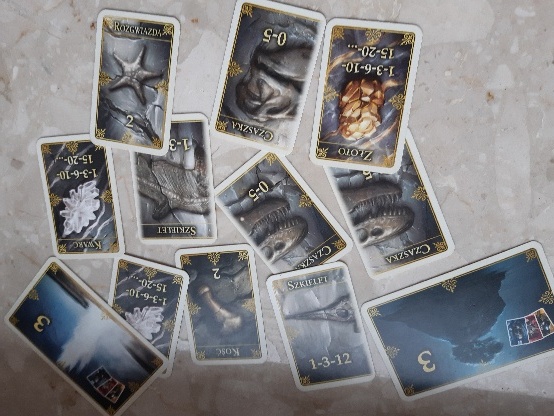 ROZGWIAZDA
2
0-5
CZASZKA
1-3-6-10-
15-20-...
ZŁOTO
1-3-6-10-
15-20-...
KWARC
1-3-
SZKIELET
0-5
CZASZKA
5
CZASZKA
3
1-3-6-10-
15-20-...
2
KOŚĆ
SZKIELET
1-3-12
3